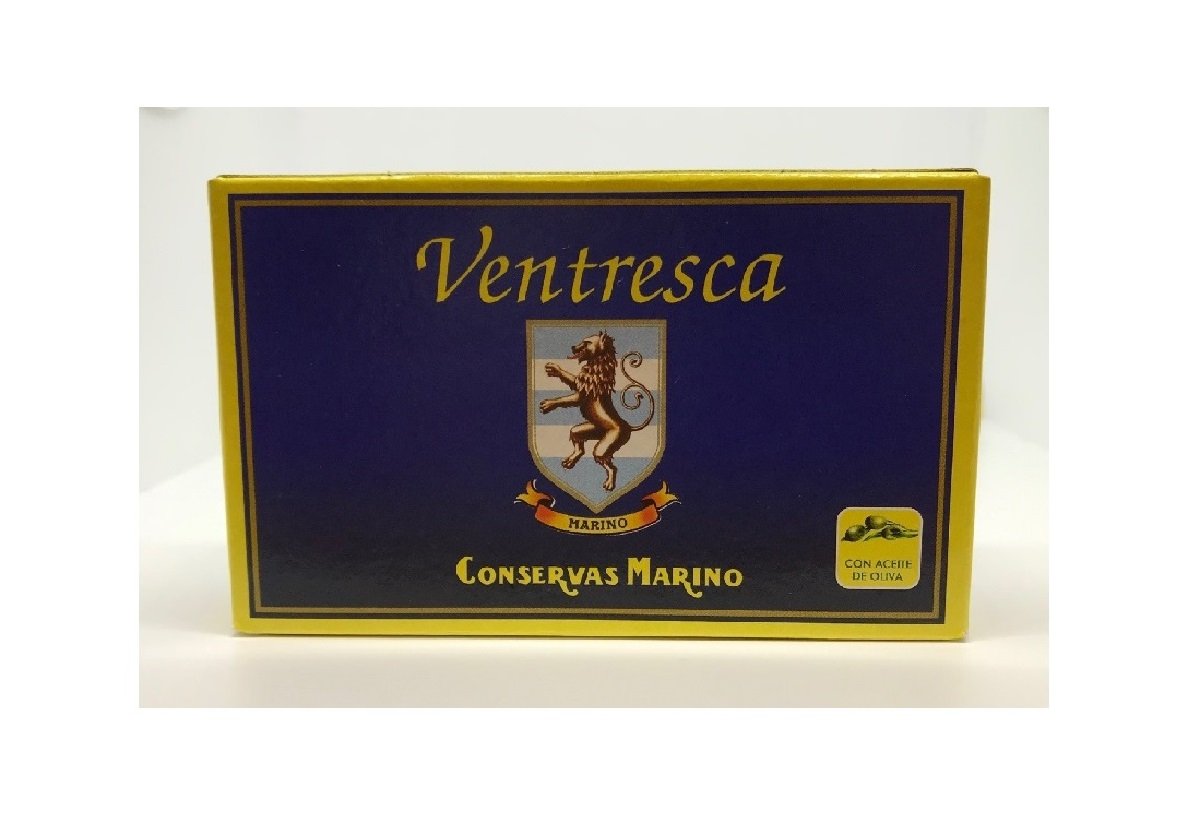 Ventresca
MARINO
CONSERVAS MARINO
CON ACEITE
DE OLIVA